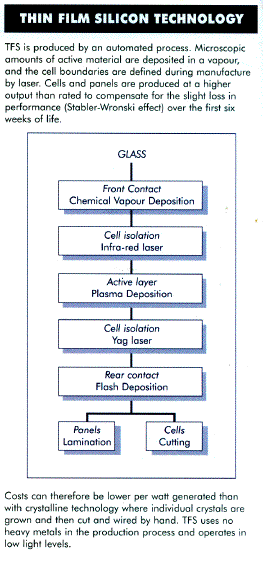 THIN FILM SILICON TECHNOLOGY
TFS is produced by an automated process. Microscopic
amounts of active material are deposited in a vapour,
and the cell boundaries are defined during manufacture
by laser. Cells and panels are produced at a higher
output than rated to compensate for the slight loss in
performance (Stabler-Wronski effect) over the first six
weeks of life.
GLASS
Front Contact
Chemical Vapour Deposition
Cell isolation
Infra-red laser
Active layer
Plasma Deposition
Cell isolation
Yag laser
Rear contact
Flash Deposition
Panels
Lamination
Cells
Cutting
Costs can therefore be lower per watt generated than
with crystalline technology where individual crystals are
grown and then cut and wired by hand. TFS uses no
heavy metals in the production process and operates in
low light levels.